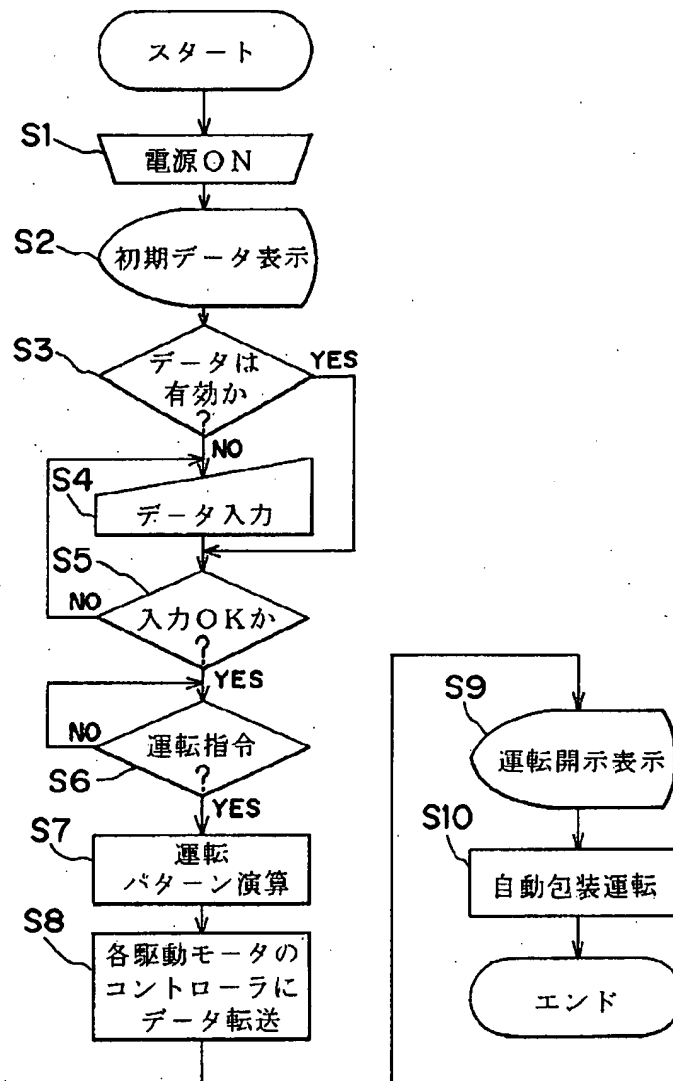 スタート
S1
電源ON
S2
初期データ表示
S3
データは
有効か
?
YES
NO
S4
データ入力
S5
NO
入力OKか
?
YES
NO
運転指令
?
S6
YES
S7
運転
パターン演算
S8
各駆動モータの
コントローラに
データ転送
S9
運転開示表示
S10
自動包装運転
エンド